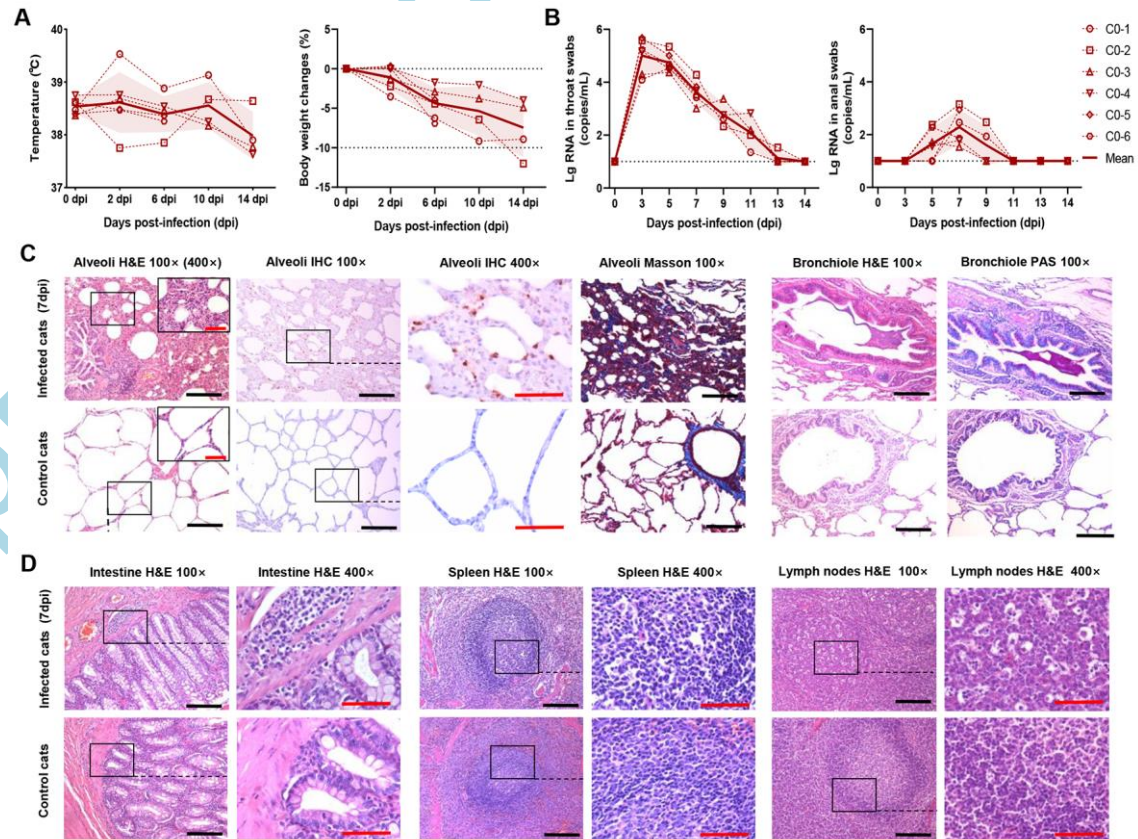 A
B
Temperature (℃)
40
39
38
37
0 dpi 2 dpi 6 dpi 10 dpi 14 dpi
Days post-infection (dpi)
Body weight changes (%)
5
0
-5
-10
-15
0 dpi 2 dpi 6 dpi 10 dpi 14 dpi
Days post-infection (dpi)
Lg RNA in throat swabs
(copies/mL)
6
4
2
0
0 3 5 7 9 11 13 14
Days post-infection (dpi)
Lg RNA in anal swabs
(copies/mL)
6
4
2
0
0 3 5 7 9 11 13 14
Days post-infection (dpi)
C0-1
C0-2
C0-3
C0-4
C0-5
C0-6
Mean
C
Alveoli H&E 100× (400×)
Alveoli IHC 100×
Alveoli IHC 400×
Alveoli Masson 100×
Bronchiole H&E 100×
Bronchiole PAS 100×
Infected cats (7dpi)
Control cats
D
Intestine H&E 100×
Intestine H&E 400×
Spleen H&E 100×
Spleen H&E 400×
Lymph nodes H&E 100×
Lymph nodes H&E 400×
Infected cats (7dpi)
Control cats